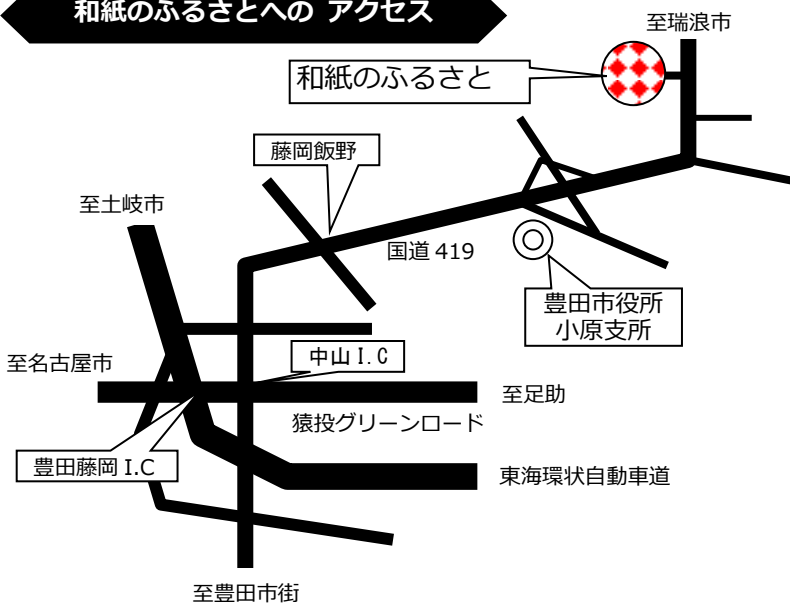 和紙のふるさとへの アクセス
至瑞浪市
和紙のふるさと
藤岡飯野
至土岐市
国道 419
豊田市役所
小原支所
中山 I.C
至名古屋市
至足助
猿投グリーンロード
豊田藤岡 I.C
東海環状自動車道
至豊田市街